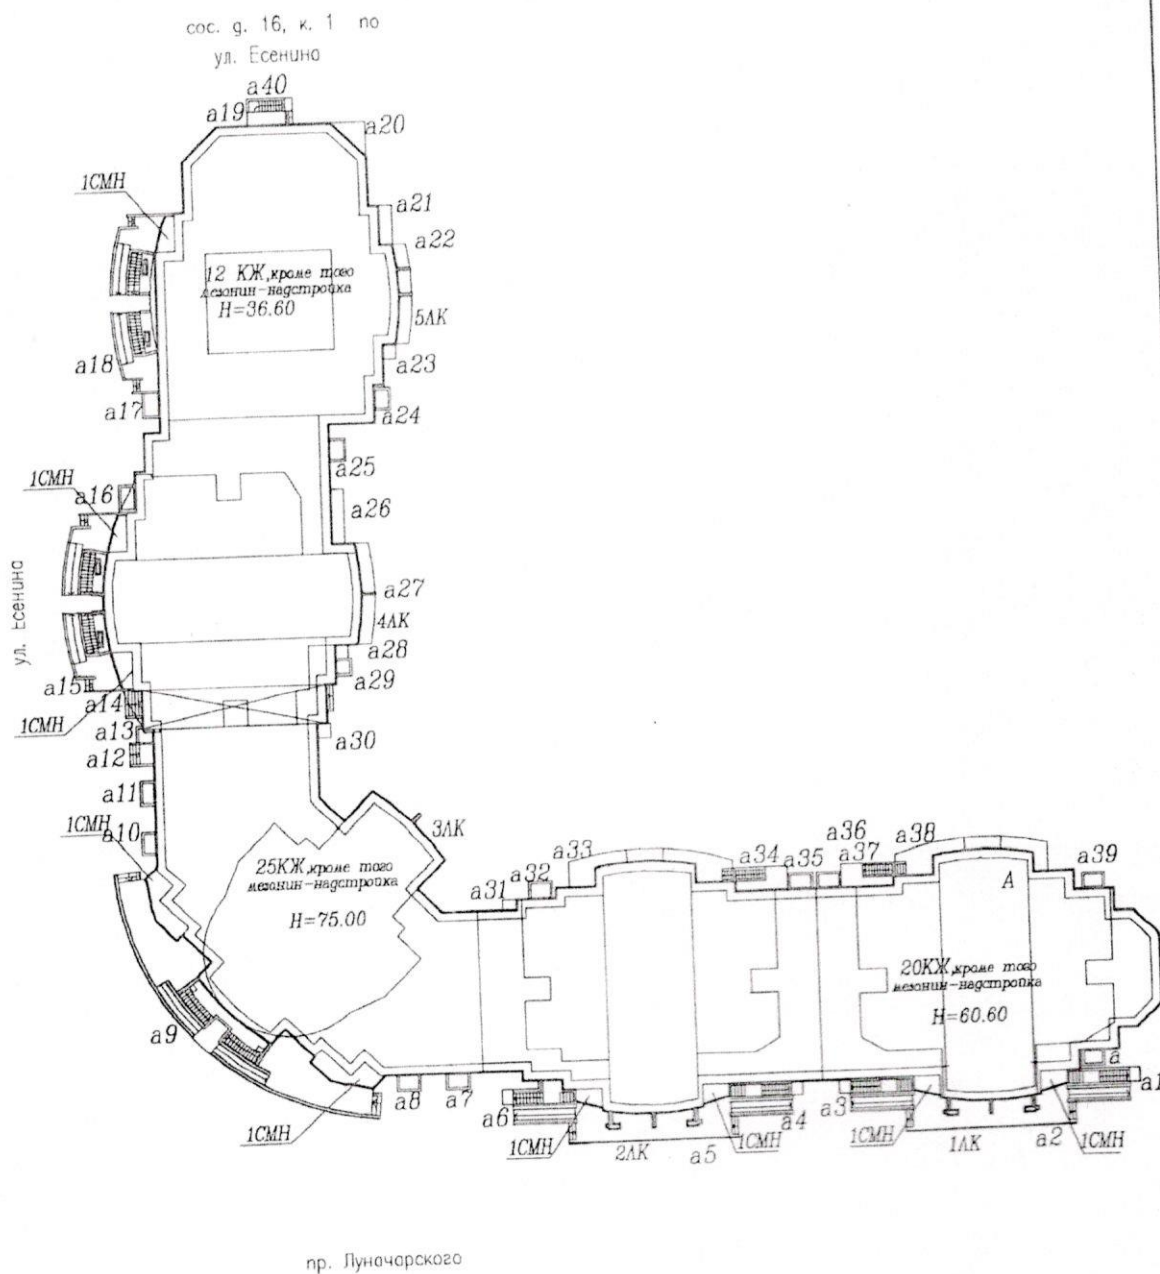 сос. д. 16, к. 1 по
ул. Есенина
а40
а19
а20
1СМН
а21
а22
12 КЖ,кроме того
мезонин-надстройка
Н=36.60
5ЛК
а18
а23
а17
а24
а25
1СМН
а16
а26
ул. Есенина
а27
4ЛК
а28
а15
а29
а14
1СМН
а13
а30
а12
а11
1СМН
а10
3ЛК
25КЖ,кроме того
мезонин-надстройка
Н=75.00
а33
а32
а31
а34
а35
а36
а37
а38
а39
А
20КЖ,кроме того
мезонин-надстройка
Н=60.60
а9
а
а1
а8
а7
а6
а4
а3
1СМН
1СМН
2ЛК
а5
1СМН
1СМН
1ЛК
а2
1СМН
пр. Луначарского